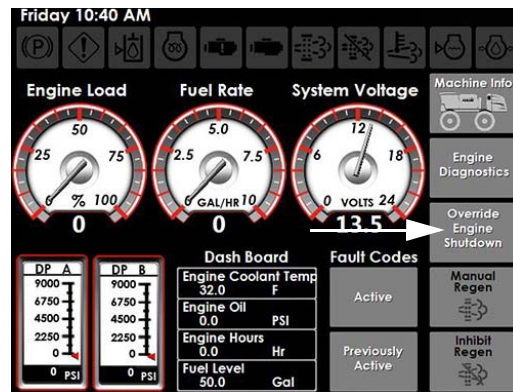 Friday 10:40 AM
Engine Load
Fuel Rate
System Voltage
Machine Info
50
25
75
0
100
%
0
5.0
2.5
7.5
0
10
GAL/HR
0
12
6
18
0
24
VOLTS
13.5
Engine
Diagnostics
Override
Engine
Shutdown
DP A
9000
6750
4500
2250
0
0 PSI
DP B
9000
6750
4500
2250
0
0 PSI
Dash Board
Engine Coolant Temp
32.0 F
Engine Oil
0.0 PSI
Engine Hours
0.0 Hr
Fuel Level
50.0 Gal
Fault Codes
Active
Previously
Active
Manual
Regen
Inhibit
Regen